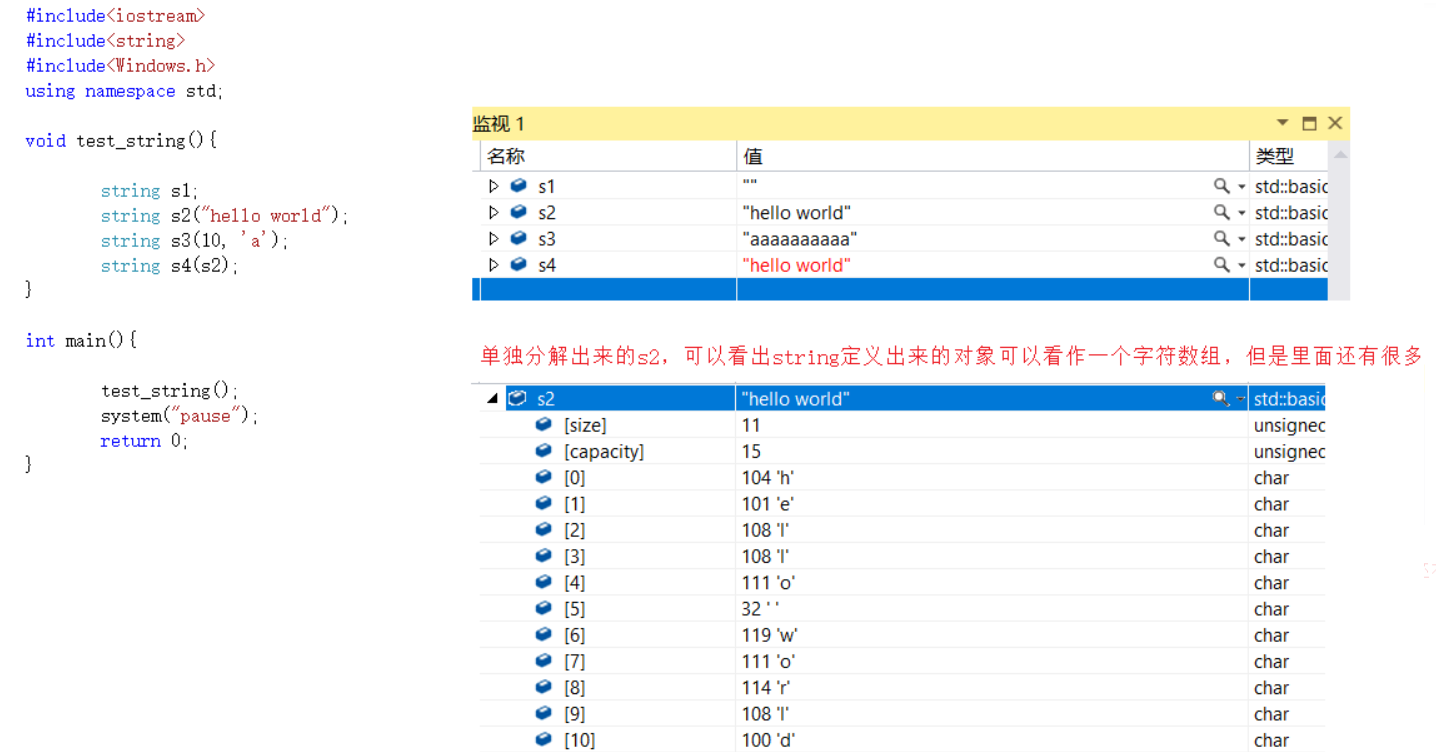 #include<iostream>
#include<string>
#include<Windows.h>
using namespace std;
void test_string(){
string s1;
string s2("hello world");
string s3(10, 'a');
string s4(s2);
}
int main(){
test_string();
system("pause");
return 0;
}
监视 1
名称 值 类型
s1 "" std::basic
s2 "hello world" std::basic
s3 "aaaaaaaaaa" std::basic
s4 "hello world" std::basic
单独分解出来的s2，可以看出string定义出来的对象可以看作一个字符数组，但是里面还有很多
s2 "hello world" std::basic
[size] 11 unsigned
[capacity] 15 unsigned
[0] 104 'h' char
[1] 101 'e' char
[2] 108 'l' char
[3] 108 'l' char
[4] 111 'o' char
[5] 32 ' ' char
[6] 119 'w' char
[7] 111 'o' char
[8] 114 'r' char
[9] 108 'l' char
[10] 100 'd' char